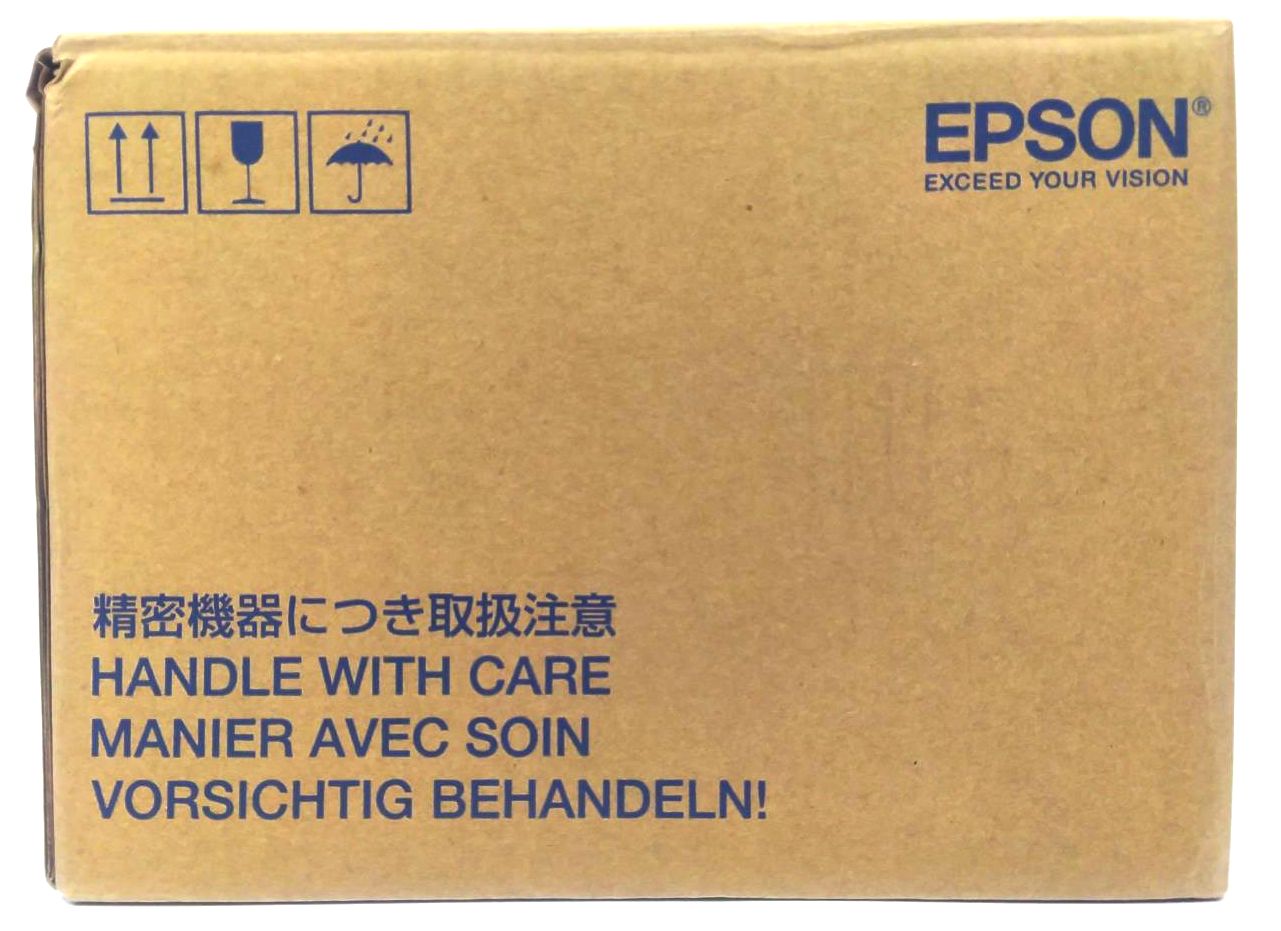 EPSON®
EXCEED YOUR VISION
精密機器につき取扱注意
HANDLE WITH CARE
MANIER AVEC SOIN
VORSICHTIG BEHANDELN!